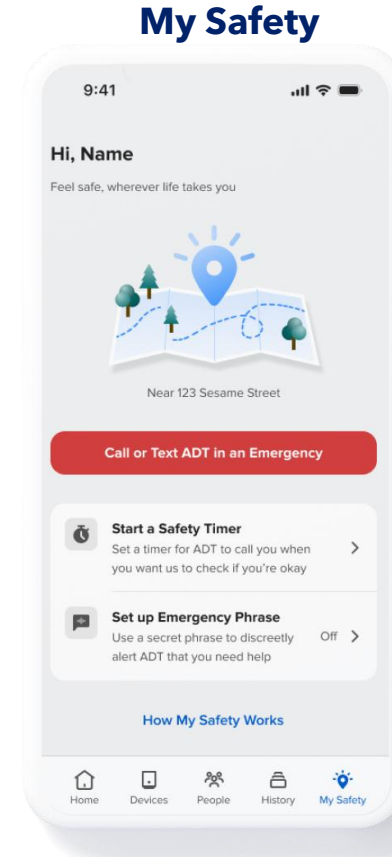 My Safety
9:41
Hi, Name
Feel safe, wherever life takes you
Near 123 Sesame Street
Call or Text ADT in an Emergency
Start a Safety Timer
Set a timer for ADT to call you when
you want us to check if you're okay
Set up Emergency Phrase
Use a secret phrase to discreetly
alert ADT that you need help
Off
How My Safety Works
Home Devices People History My Safety